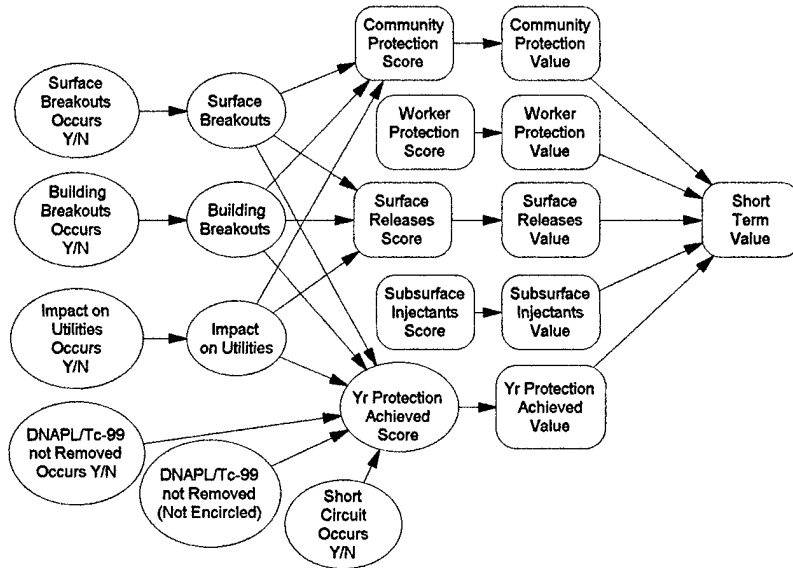 Community
Protection
Score
Community
Protection
Value
Surface
Breakouts
Occurs
Y/N
Surface
Breakouts
Worker
Protection
Score
Worker
Protection
Value
Building
Breakouts
Occurs
Y/N
Building
Breakouts
Surface
Releases
Score
Surface
Releases
Value
Short
Term
Value
Impact on
Utilities
Occurs
Y/N
Impact
on Utilities
Subsurface
Injectants
Score
Subsurface
Injectants
Value
Yr Protection
Achieved
Score
Yr Protection
Achieved
Value
DNAPL/Tc-99
not Removed
Occurs Y/N
DNAPL/Tc-99
not Removed
(Not Encircled)
Short
Circuit
Occurs
Y/N